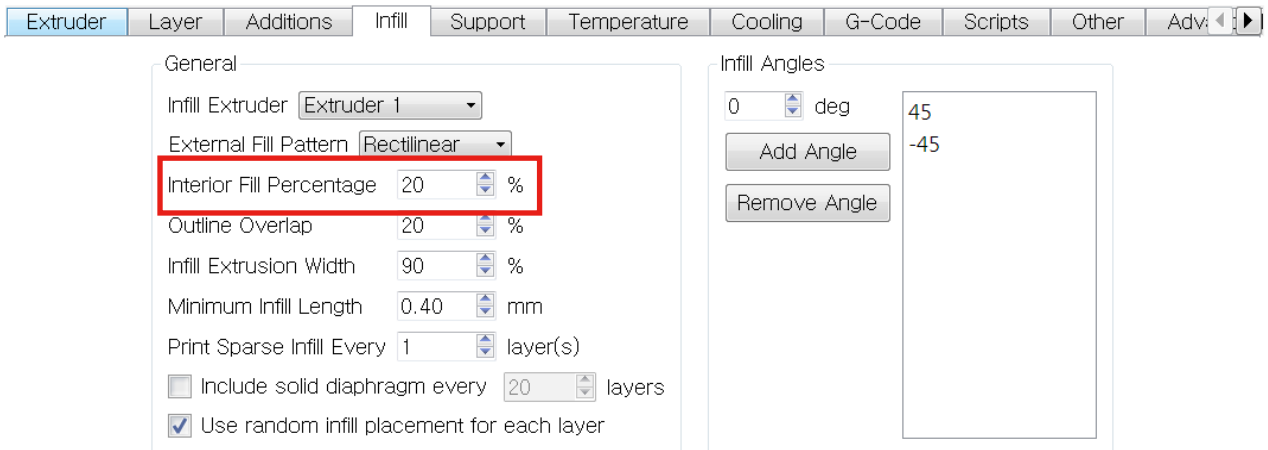 Extruder Layer Additions Infill Support Temperature Cooling G-Code Scripts Other
General
Infill Extruder Extruder 1
External Fill Pattern Rectilinear
Interior Fill Percentage 20 %
Outline Overlap 20 %
Infill Extrusion Width 90 %
Minimum Infill Length 0.40 mm
Print Sparse Infill Every 1 layer(s)
Include solid diaphragm every 20 layers
Use random infill placement for each layer
Infill Angles
0 deg
Add Angle
Remove Angle
45
-45